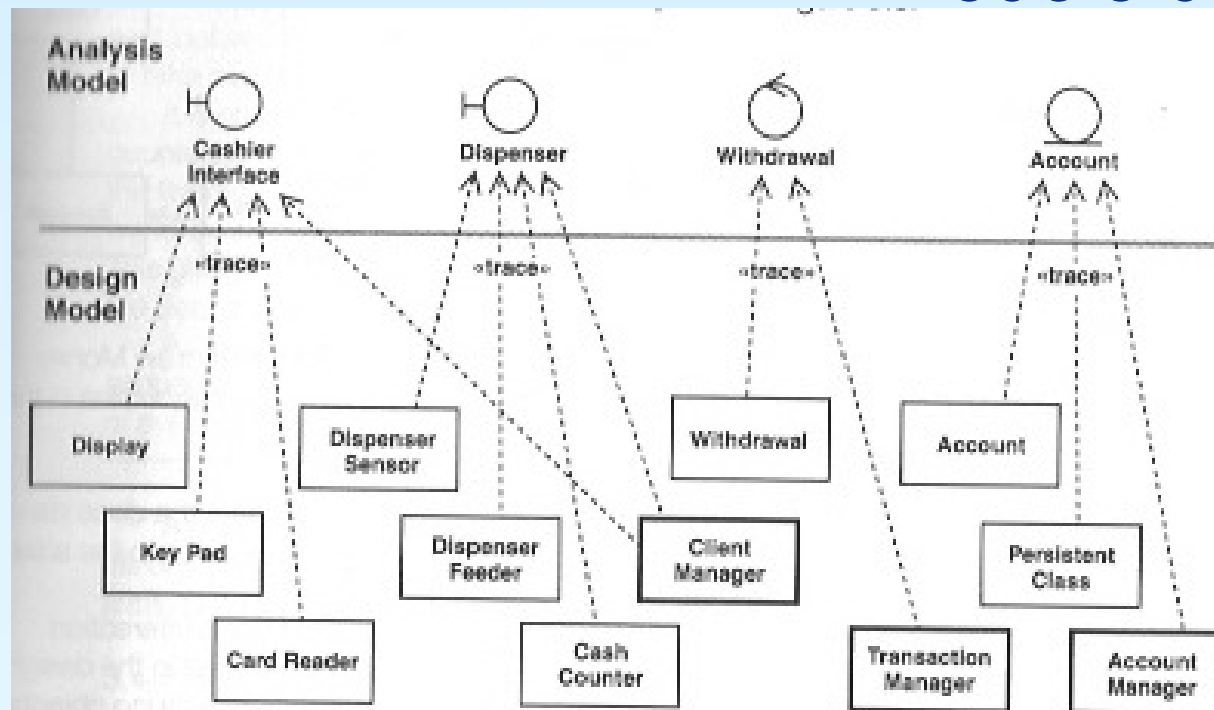 Analysis
Model
Cashier
Interface
Dispenser
Withdrawal
Account
«trace»
«trace»
«trace»
«trace»
Design
Model
Display
Dispenser
Sensor
Withdrawal
Account
Key Pad
Dispenser
Feeder
Client
Manager
Persistent
Class
Card Reader
Cash
Counter
Transaction
Manager
Account
Manager